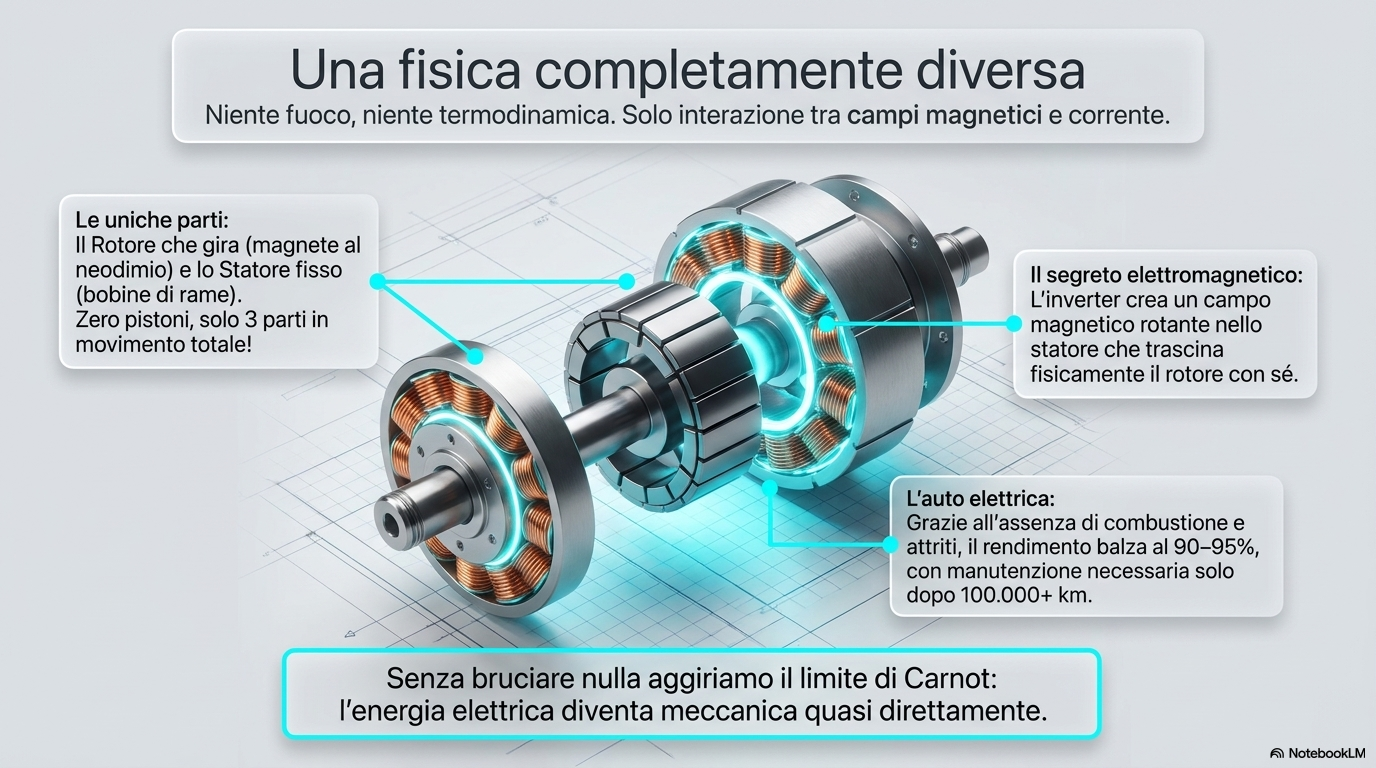 Una fisica completamente diversa
Niente fuoco, niente termodinamica. Solo interazione tra campi magnetici e corrente.
Le uniche parti:
Il Rotore che gira (magnete al
neodimio) e lo Statore fisso
(bobine di rame).
Zero pistoni, solo 3 parti in
movimento totale!
Il segreto elettromagnetico:
L'inverter crea un campo
magnetico rotante nello
statore che trascina
fisicamente il rotore con sé.
L'auto elettrica:
Grazie all'assenza di combustione e
attriti, il rendimento balza al 90–95%,
con manutenzione necessaria solo
dopo 100.000+ km.
Senza bruciare nulla aggiriamo il limite di Carnot:
l'energia elettrica diventa meccanica quasi direttamente.
NotebookLM